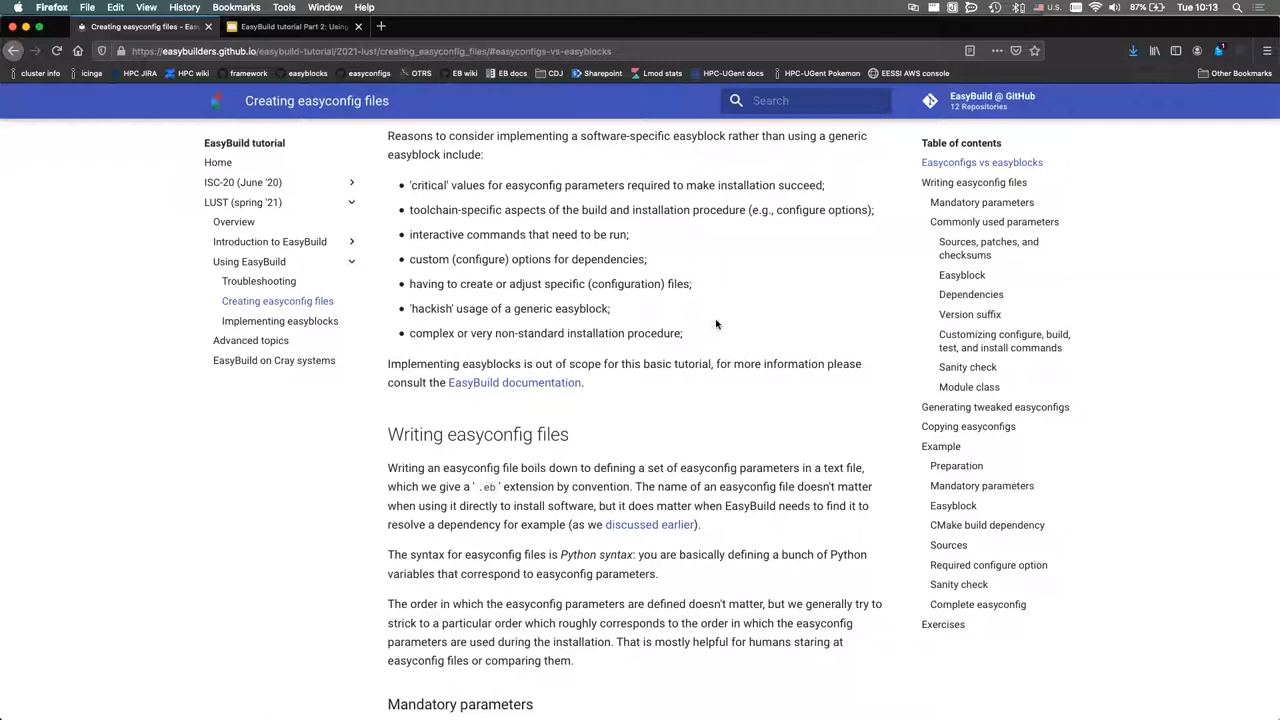 Firefox File Edit View History Bookmarks Tools Window Help
U.S. 87% Tue 10:13
Creating easyconfig files - Eas
EasyBuild tutorial Part 2: Using
https://easybuilders.github.io/easybuild-tutorial/2021-lust/creating_easyconfig_files/#easyconfigs-vs-easyblocks
cluster info icinga HPC JIRA HPC wiki framework easyblocks easyconfigs OTRS EB wiki EB docs CDJ Sharepoint Lmod stats HPC-UGent docs HPC-UGent Pokemon EESSI AWS console Other Bookmarks
Creating easyconfig files
Search
EasyBuild @ GitHub
12 Repositories
EasyBuild tutorial
Home
ISC-20 (June '20)
LUST (spring '21)
Overview
Introduction to EasyBuild
Using EasyBuild
Troubleshooting
Creating easyconfig files
Implementing easyblocks
Advanced topics
EasyBuild on Cray systems
Reasons to consider implementing a software-specific easyblock rather than using a generic
easyblock include:
• 'critical' values for easyconfig parameters required to make installation succeed;
• toolchain-specific aspects of the build and installation procedure (e.g., configure options);
• interactive commands that need to be run;
• custom (configure) options for dependencies;
• having to create or adjust specific (configuration) files;
• 'hackish' usage of a generic easyblock;
• complex or very non-standard installation procedure;
Implementing easyblocks is out of scope for this basic tutorial, for more information please
consult the EasyBuild documentation.
Writing easyconfig files
Writing an easyconfig file boils down to defining a set of easyconfig parameters in a text file,
which we give a ' .eb ' extension by convention. The name of an easyconfig file doesn't matter
when using it directly to install software, but it does matter when EasyBuild needs to find it to
resolve a dependency for example (as we discussed earlier).
The syntax for easyconfig files is Python syntax: you are basically defining a bunch of Python
variables that correspond to easyconfig parameters.
The order in which the easyconfig parameters are defined doesn't matter, but we generally try to
strick to a particular order which roughly corresponds to the order in which the easyconfig
parameters are used during the installation. That is mostly helpful for humans staring at
easyconfig files or comparing them.
Mandatory parameters
Table of contents
Easyconfigs vs easyblocks
Writing easyconfig files
Mandatory parameters
Commonly used parameters
Sources, patches, and
checksums
Easyblock
Dependencies
Version suffix
Customizing configure, build,
test, and install commands
Sanity check
Module class
Generating tweaked easyconfigs
Copying easyconfigs
Example
Preparation
Mandatory parameters
Easyblock
CMake build dependency
Sources
Required configure option
Sanity check
Complete easyconfig
Exercises